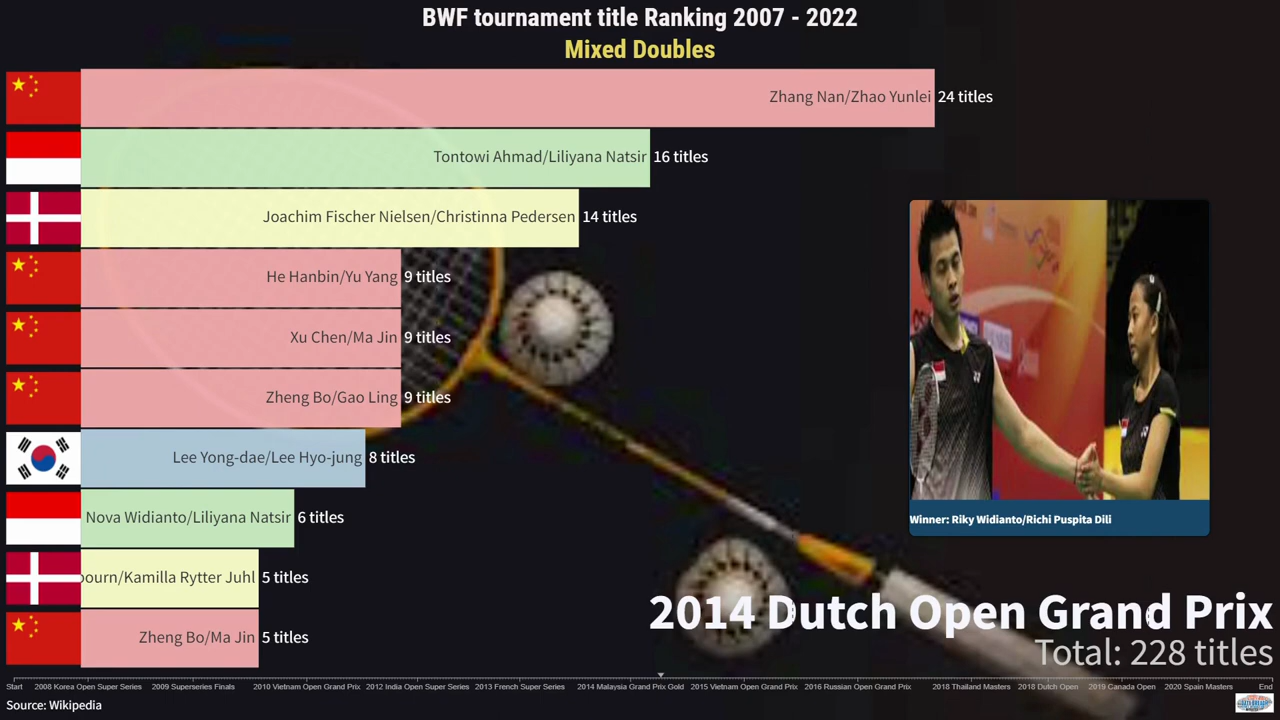 BWF tournament title Ranking 2007 - 2022
Mixed Doubles
Zhang Nan/Zhao Yunlei 24 titles
Tontowi Ahmad/Liliyana Natsir 16 titles
Joachim Fischer Nielsen/Christinna Pedersen 14 titles
He Hanbin/Yu Yang 9 titles
Xu Chen/Ma Jin 9 titles
Zheng Bo/Gao Ling 9 titles
Lee Yong-dae/Lee Hyo-jung 8 titles
Nova Widianto/Liliyana Natsir 6 titles
bourn/Kamilla Rytter Juhl 5 titles
Zheng Bo/Ma Jin 5 titles
Winner: Riky Widianto/Richi Puspita Dili
2014 Dutch Open Grand Prix
Total: 228 titles
Start 2008 Korea Open Super Series 2009 Superseries Finals 2010 Vietnam Open Grand Prix 2012 India Open Super Series 2013 French Super Series 2014 Malaysia Grand Prix Gold 2015 Vietnam Open Grand Prix 2016 Russian Open Grand Prix 2018 Thailand Masters 2018 Dutch Open 2019 Canada Open 2020 Spain Masters End
Source: Wikipedia